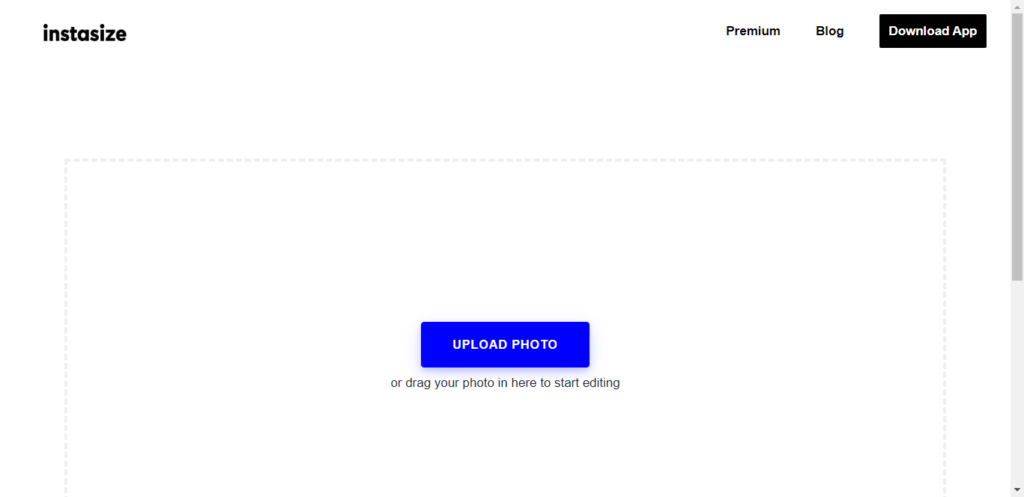 instasize
Premium
Blog
Download App
UPLOAD PHOTO
or drag your photo in here to start editing